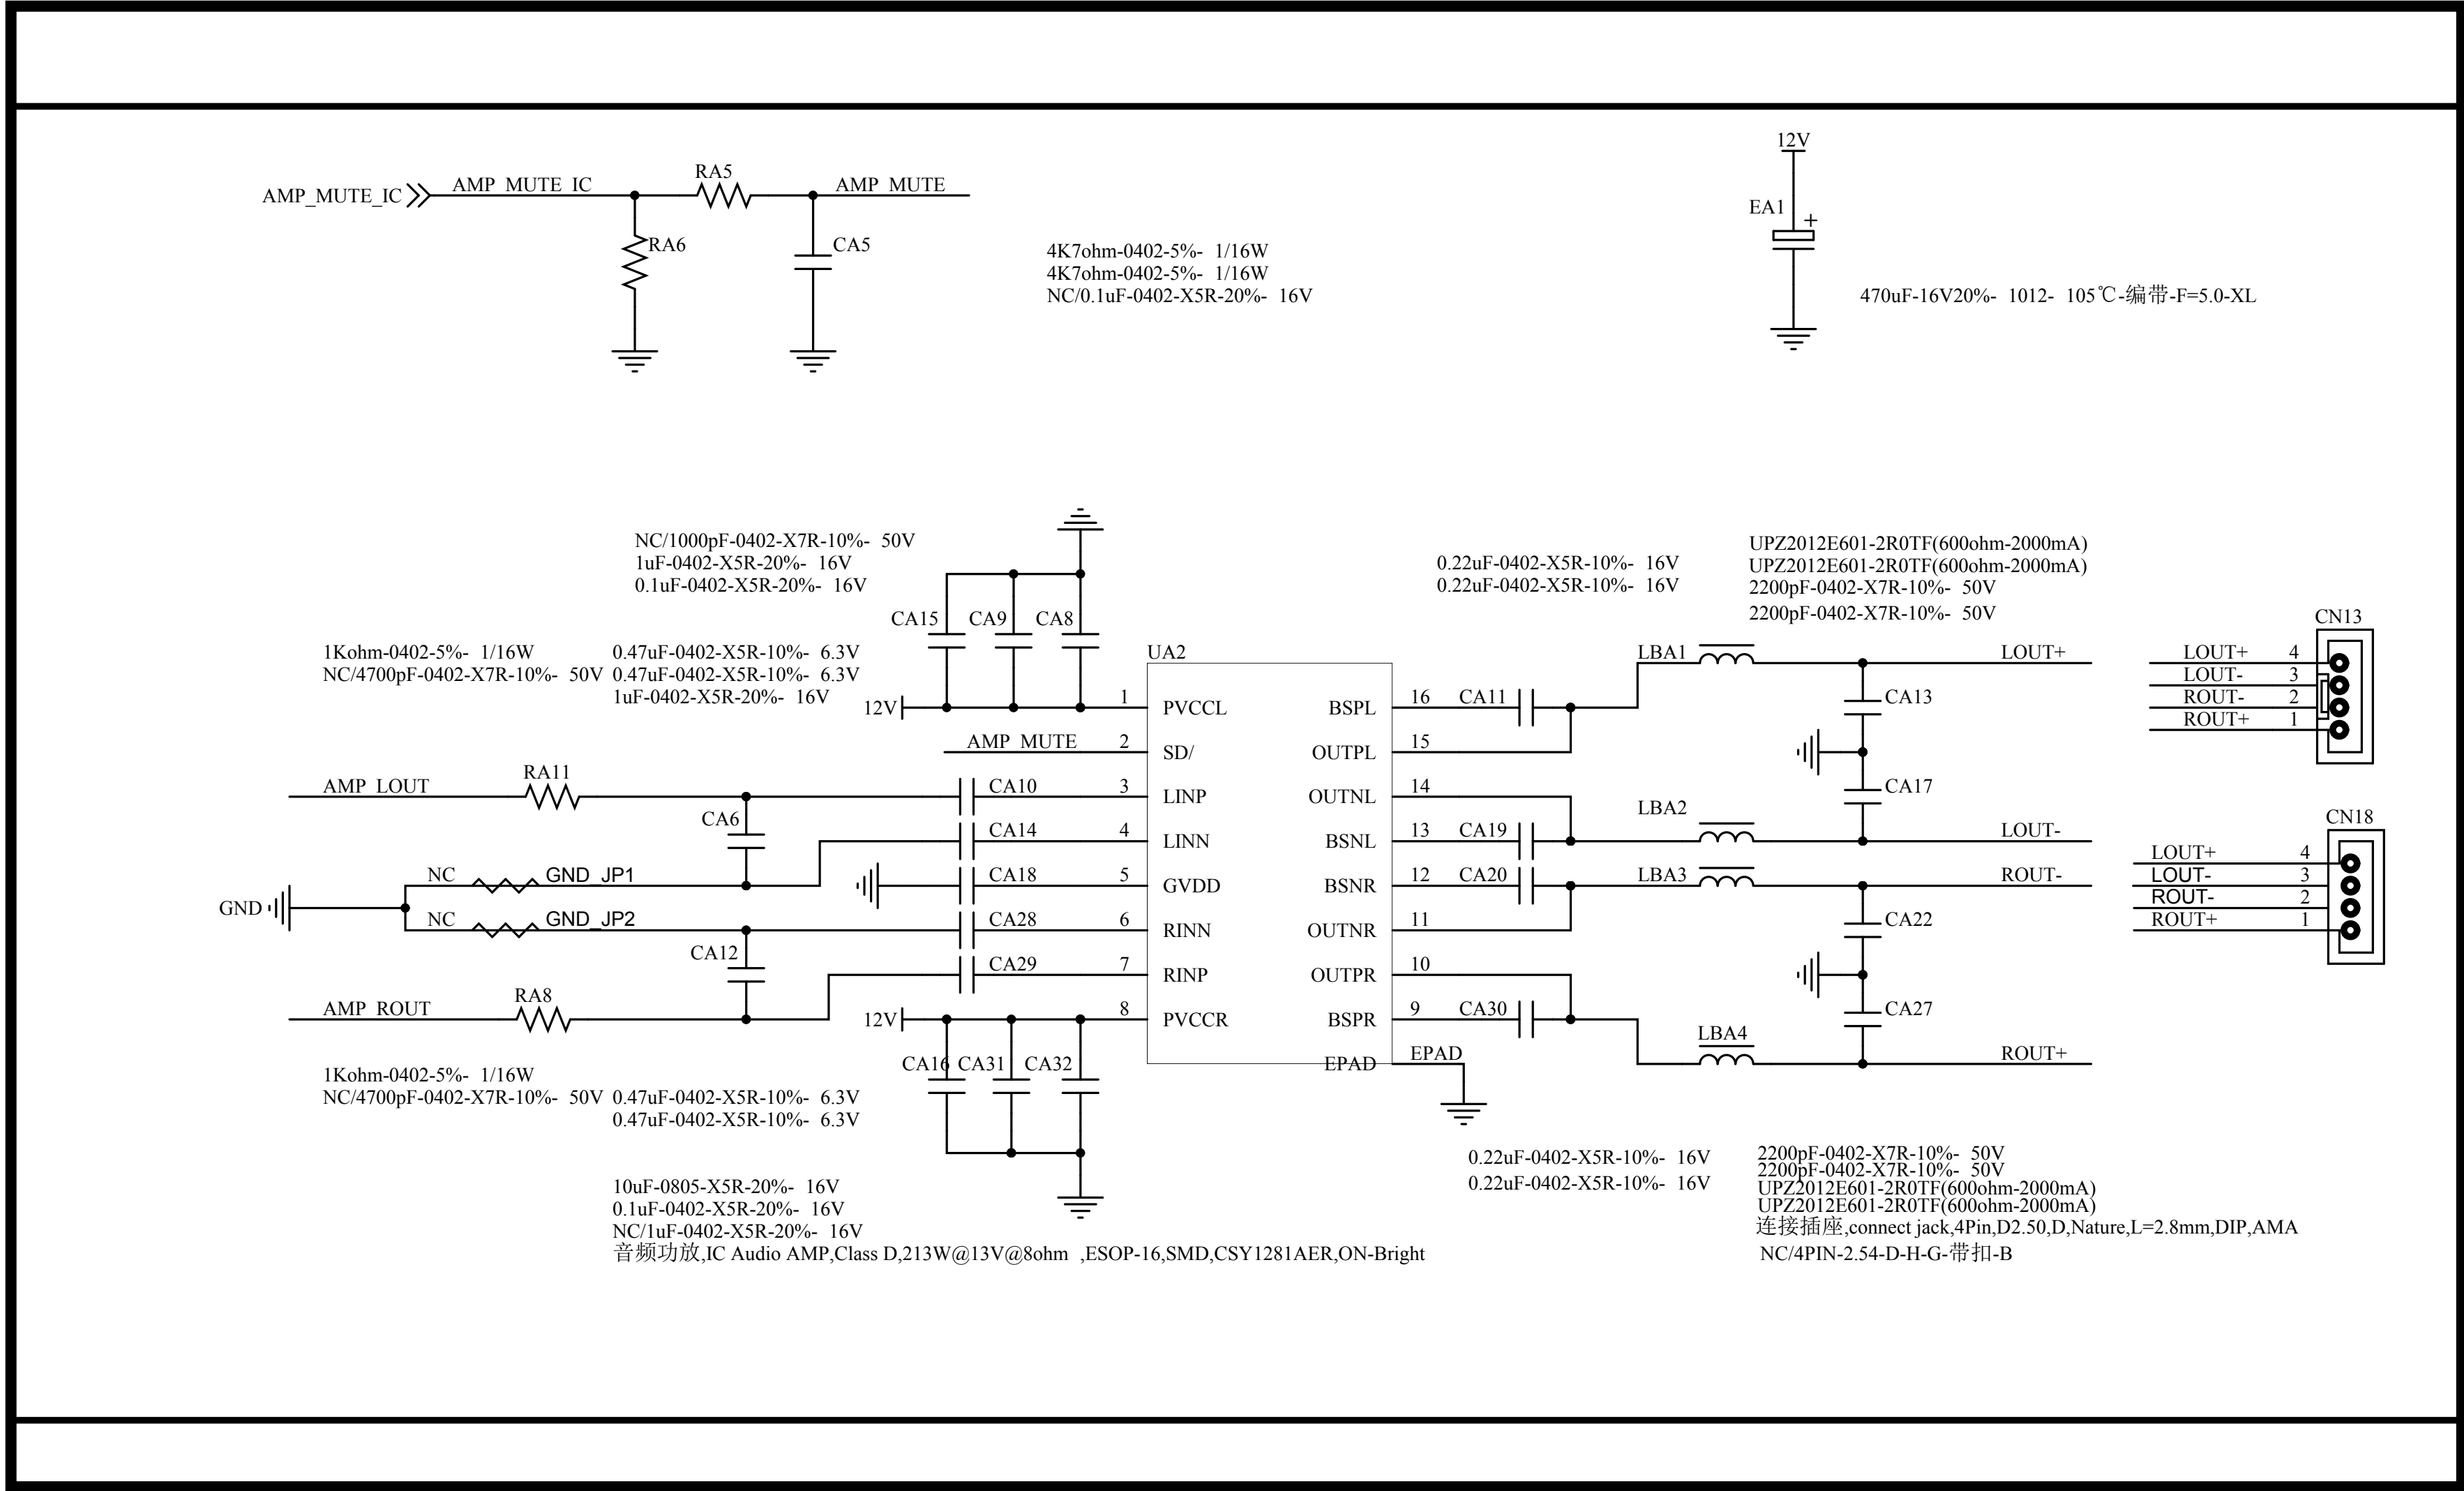 12V
AMP_MUTE_IC
AMP_MUTE_IC
RA5
AMP_MUTE
EA1
+
RA6
CA5
4K7ohm-0402-5%- 1/16W
4K7ohm-0402-5%- 1/16W
NC/0.1uF-0402-X5R-20%- 16V
470uF-16V20%- 1012- 105℃-编带-F=5.0-XL
NC/1000pF-0402-X7R-10%- 50V
1uF-0402-X5R-20%- 16V
0.1uF-0402-X5R-20%- 16V
0.22uF-0402-X5R-10%- 16V
0.22uF-0402-X5R-10%- 16V
UPZ2012E601-2R0TF(600ohm-2000mA)
UPZ2012E601-2R0TF(600ohm-2000mA)
2200pF-0402-X7R-10%- 50V
2200pF-0402-X7R-10%- 50V
CA15
CA9
CA8
1Kohm-0402-5%- 1/16W
NC/4700pF-0402-X7R-10%- 50V
0.47uF-0402-X5R-10%- 6.3V
0.47uF-0402-X5R-10%- 6.3V
1uF-0402-X5R-20%- 16V
UA2
12V
1
PVCCL
AMP_MUTE
2
SD/
AMP_LOUT
RA11
CA10
3
LINP
CA6
CA14
4
LINN
NC
GND_JP1
CA18
5
GVDD
GND
NC
GND_JP2
CA28
6
RINN
CA12
CA29
7
RINP
AMP_ROUT
RA8
12V
8
PVCCR
CA16
CA31
CA32
BSPL
16
CA11
OUTPL
15
OUTNL
14
BSNL
13
CA19
BSNR
12
CA20
OUTNR
11
OUTPR
10
BSPR
9
CA30
EPAD
EPAD
LBA1
LOUT+
CA13
CA17
LBA2
LOUT-
LBA3
ROUT-
CA22
CA27
LBA4
ROUT+
CN13
LOUT+ 4
LOUT- 3
ROUT- 2
ROUT+ 1
CN18
LOUT+ 4
LOUT- 3
ROUT- 2
ROUT+ 1
1Kohm-0402-5%- 1/16W
NC/4700pF-0402-X7R-10%- 50V
0.47uF-0402-X5R-10%- 6.3V
0.47uF-0402-X5R-10%- 6.3V
10uF-0805-X5R-20%- 16V
0.1uF-0402-X5R-20%- 16V
NC/1uF-0402-X5R-20%- 16V
音频功放,IC Audio AMP,Class D,213W@13V@8ohm ,ESOP-16,SMD,CSY1281AER,ON-Bright
0.22uF-0402-X5R-10%- 16V
0.22uF-0402-X5R-10%- 16V
2200pF-0402-X7R-10%- 50V
2200pF-0402-X7R-10%- 50V
UPZ2012E601-2R0TF(600ohm-2000mA)
UPZ2012E601-2R0TF(600ohm-2000mA)
连接插座,connect jack,4Pin,D2.50,D,Nature,L=2.8mm,DIP,AMA
NC/4PIN-2.54-D-H-G-带扣-B